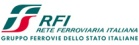 RFI
RETE FERROVIARIA ITALIANA
GRUPPO FERROVIE DELLO STATO ITALIANE